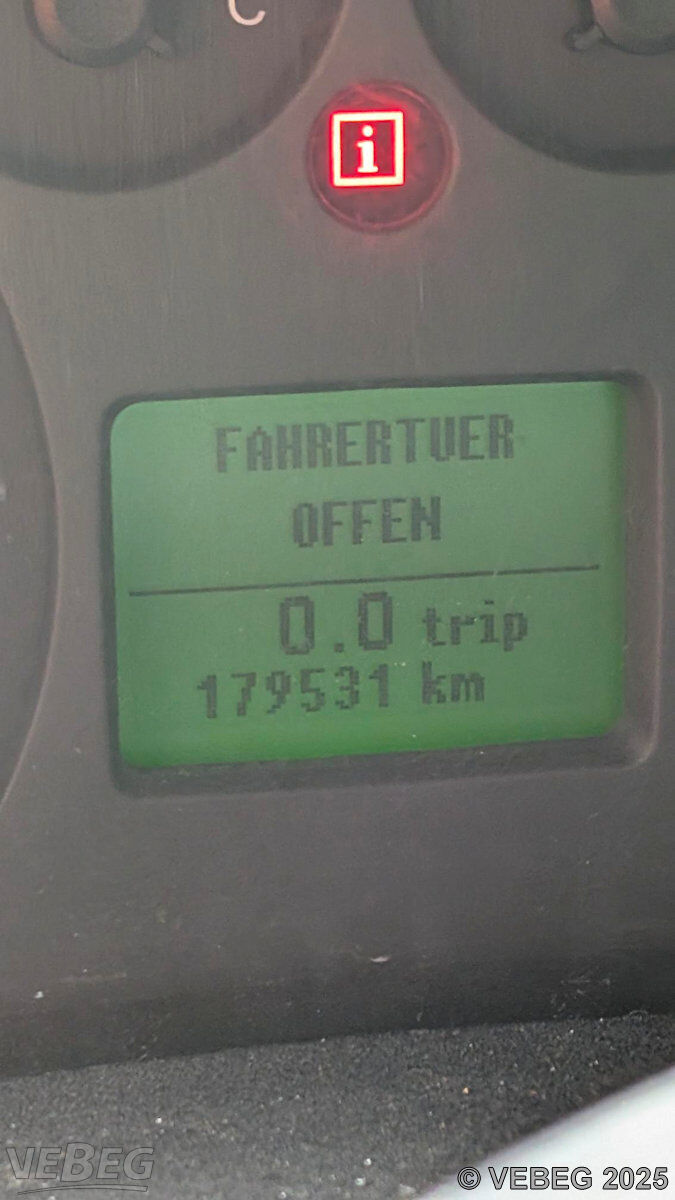 C
i
FAHRERTUER
OFFEN
0.0 trip
179531 km
VEBEG
© VEBEG 2025